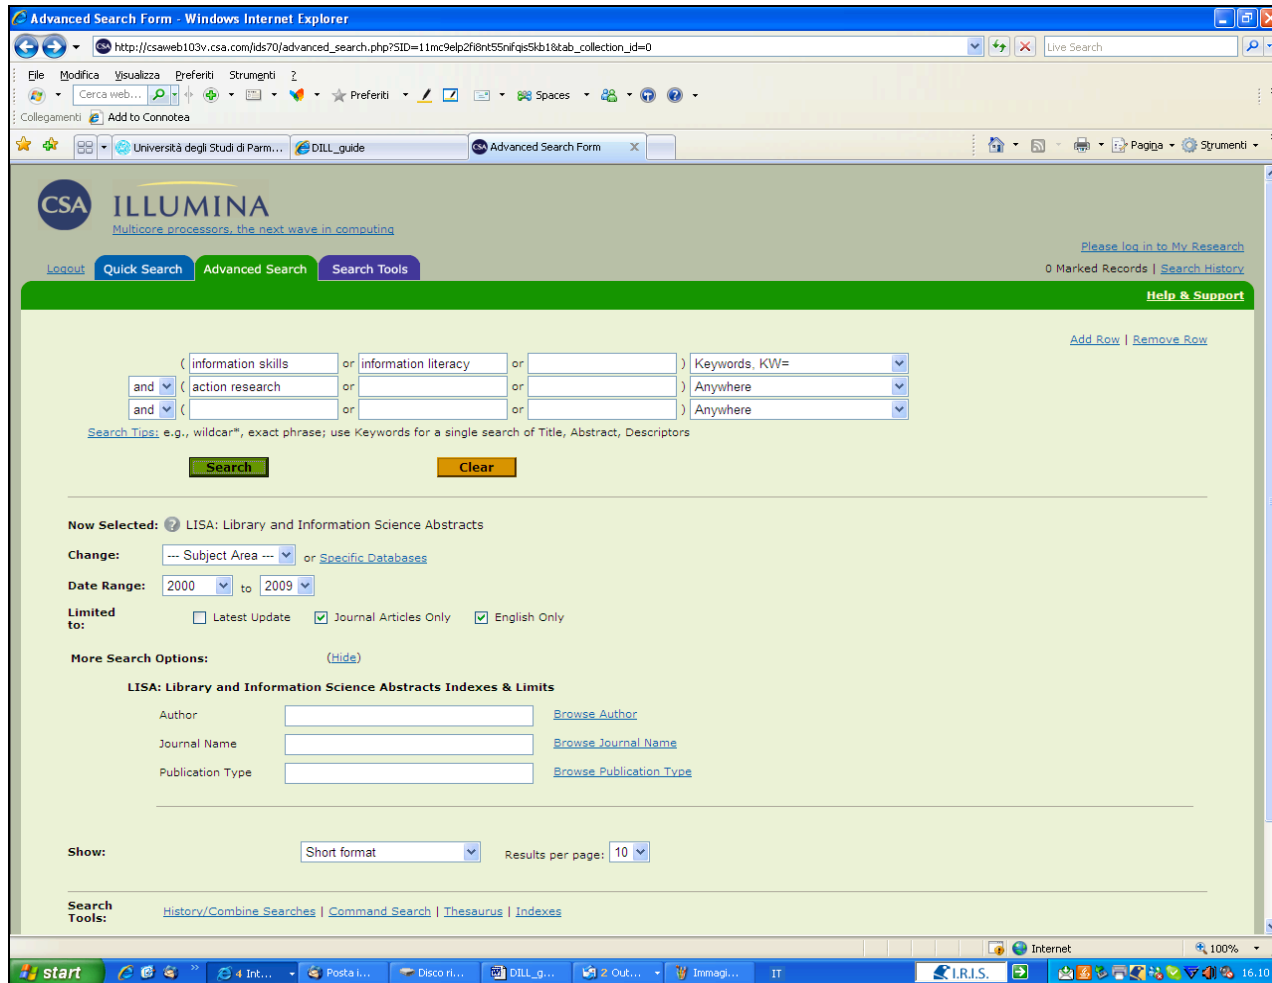 Advanced Search Form - Windows Internet Explorer
http://csaweb103v.csa.com/ids70/advanced_search.php?SID=11mc9elp2fi8nt55nifqis5kb1&tab_collection_id=0
Live Search
File Modifica Visualizza Preferiti Strumenti ?
Cerca web... Preferiti Spaces
Collegamenti Add to Connotea
Università degli Studi di Parm... DILL_guide CSA Advanced Search Form X Pagina Strumenti
CSA ILLUMINA
Multicore processors, the next wave in computing
Please log in to My Research
Logout Quick Search Advanced Search Search Tools 0 Marked Records | Search History
Help & Support
Add Row | Remove Row
( information skills or information literacy or ) Keywords, KW=
and ( action research or or ) Anywhere
and ( or or ) Anywhere
Search Tips: e.g., wildcar*, exact phrase; use Keywords for a single search of Title, Abstract, Descriptors
Search Clear
Now Selected: ? LISA: Library and Information Science Abstracts
Change: --- Subject Area --- or Specific Databases
Date Range: 2000 to 2009
Limited
to: Latest Update Journal Articles Only English Only
More Search Options: (Hide)
LISA: Library and Information Science Abstracts Indexes & Limits
Author Browse Author
Journal Name Browse Journal Name
Publication Type Browse Publication Type
Show: Short format Results per page: 10
Search
Tools: History/Combine Searches | Command Search | Thesaurus | Indexes
Internet 100%
start 4 Int... Posta i... Disco ri... DILL_g... 2 Out... Immagi... IT I.R.I.S. 16.10